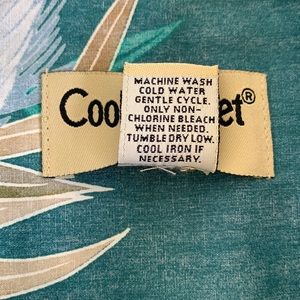 MACHINE WASH
COLD WATER
GENTLE CYCLE.
ONLY NON-
CHLORINE BLEACH
WHEN NEEDED.
TUMBLE DRY LOW.
COOL IRON IF
NECESSARY.